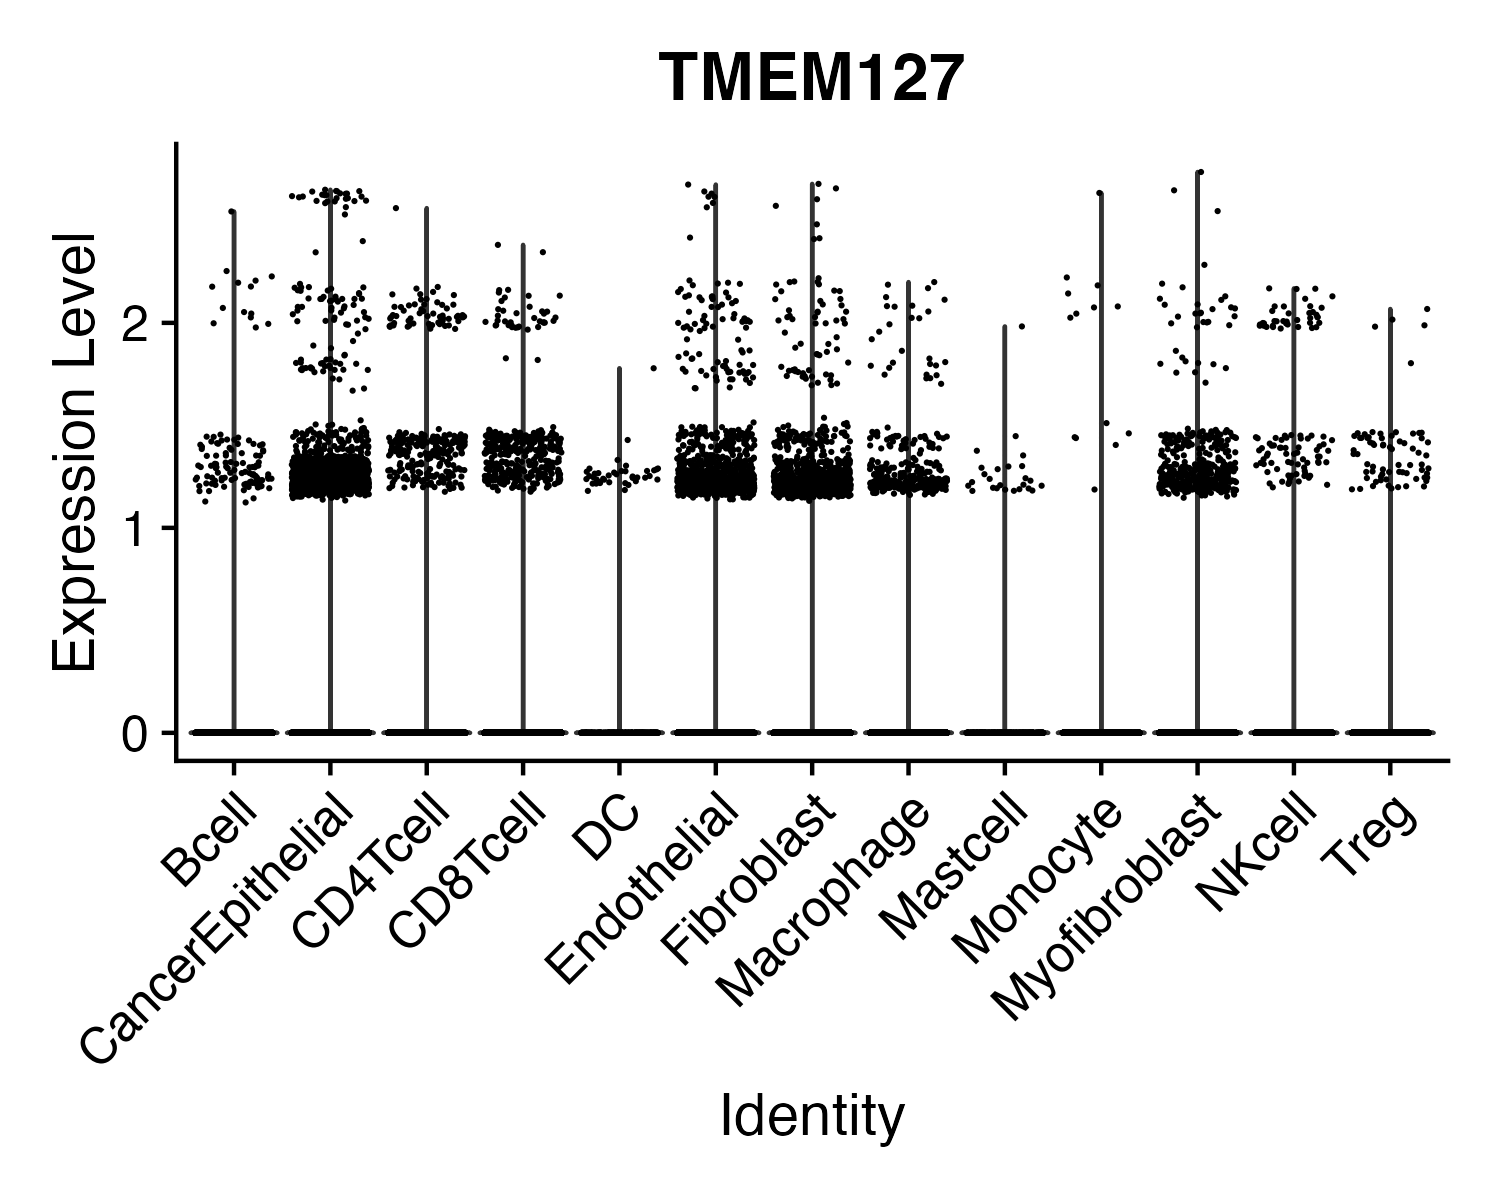 TMEM127
Expression Level
2
1
0
Bcell
CancerEpithelial
CD4Tcell
CD8Tcell
DC
Endothelial
Fibroblast
Macrophage
Mastcell
Monocyte
Myofibroblast
NKcell
Treg
Identity